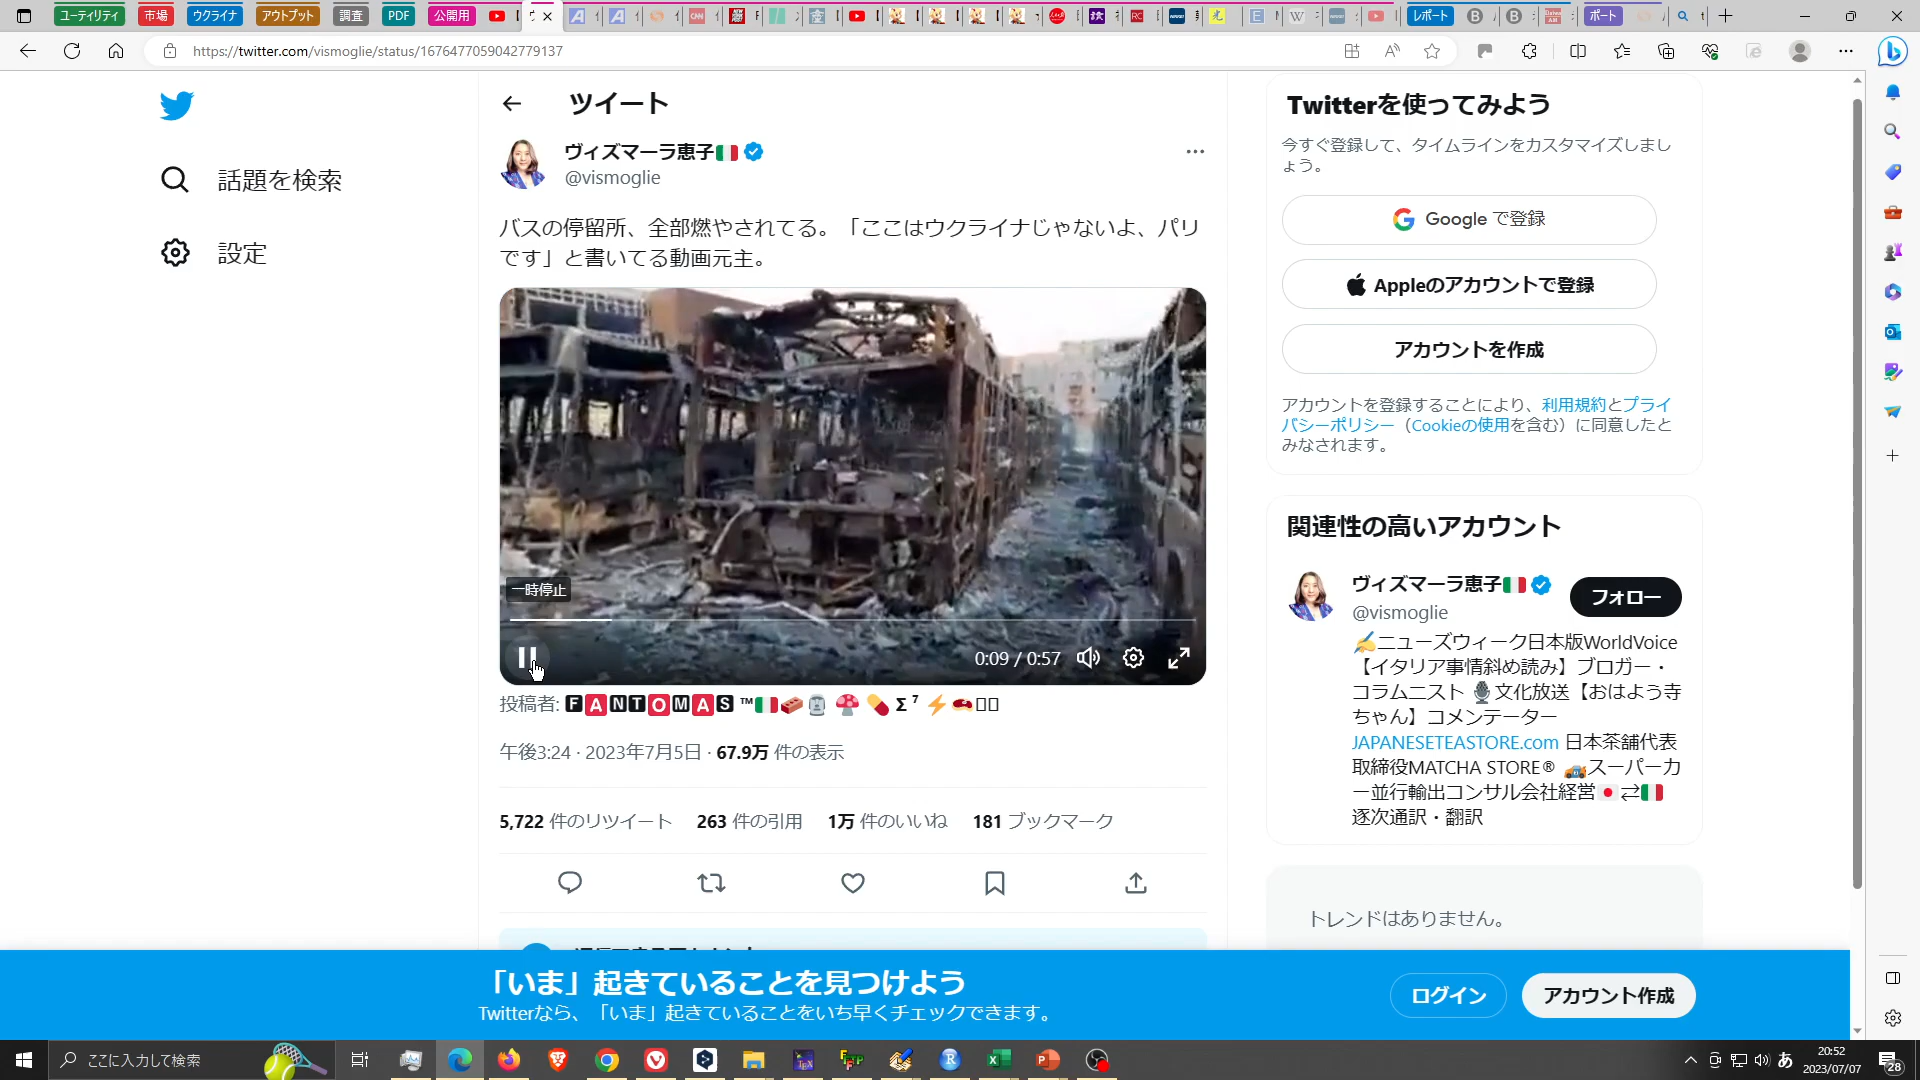 ユーティリティ
市場
ウクライナ
アウトプット
調査
PDF
公開用
レポート
ポート
https://twitter.com/vismoglie/status/1676477059042779137
話題を検索
設定
ツイート
ヴィズマーラ恵子🇮🇹
@vismoglie
バスの停留所、全部燃やされてる。「ここはウクライナじゃないよ、パリ
です」と書いてる動画元主。
一時停止
0:09 / 0:57
投稿者: 🅵🅰🅽🆃🅾🅼🅰🆂 ™🇮🇹🧱🗿🍄💊Σ⁷⚡🥩
午後3:24 · 2023年7月5日 · 67.9万 件の表示
5,722 件のリツイート 263 件の引用 1万 件のいいね 181 ブックマーク
Twitterを使ってみよう
今すぐ登録して、タイムラインをカスタマイズしまし
ょう。
Google で登録
Appleのアカウントで登録
アカウントを作成
アカウントを登録することにより、利用規約とプライ
バシーポリシー（Cookieの使用を含む）に同意したと
みなされます。
関連性の高いアカウント
ヴィズマーラ恵子🇮🇹
@vismoglie
フォロー
✍️ニューズウィーク日本版WorldVoice
【イタリア事情斜め読み】ブロガー・
コラムニスト🎙️文化放送【おはよう寺
ちゃん】コメンテーター
JAPANESETEASTORE.com 日本茶舗代表
取締役MATCHA STORE® 🚙スーパーカ
ー並行輸出コンサル会社経営🇯🇵⇄🇮🇹
逐次通訳・翻訳
トレンドはありません。
「いま」起きていることを見つけよう
Twitterなら、「いま」起きていることをいち早くチェックできます。
ログイン
アカウント作成
ここに入力して検索
あ
20:52
2023/07/07
28